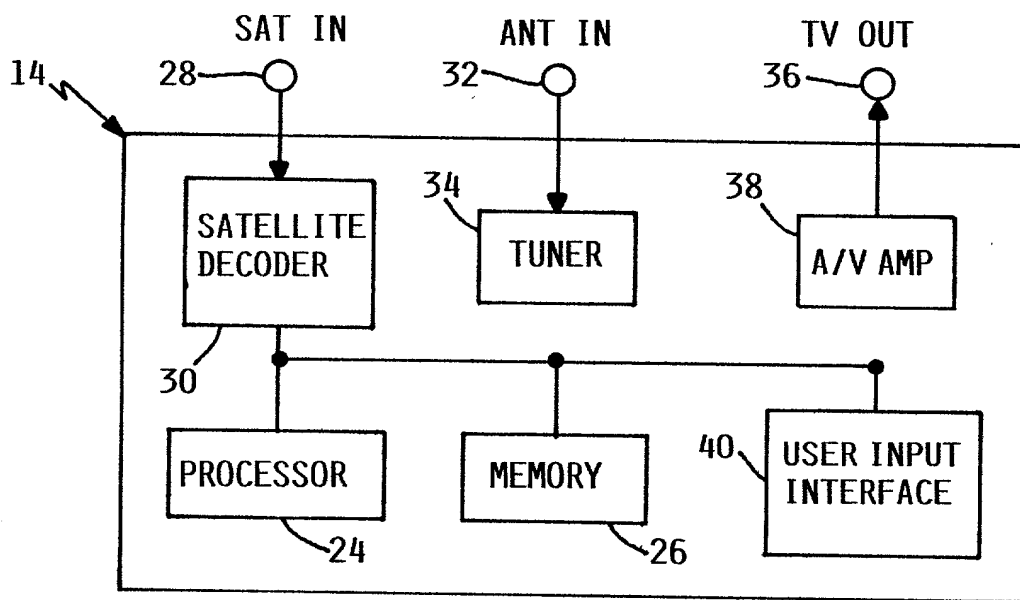 SAT IN
ANT IN
TV OUT
14
28
32
36
SATELLITE
DECODER
34
TUNER
38
A/V AMP
30
PROCESSOR
MEMORY
40
USER INPUT
INTERFACE
24
26